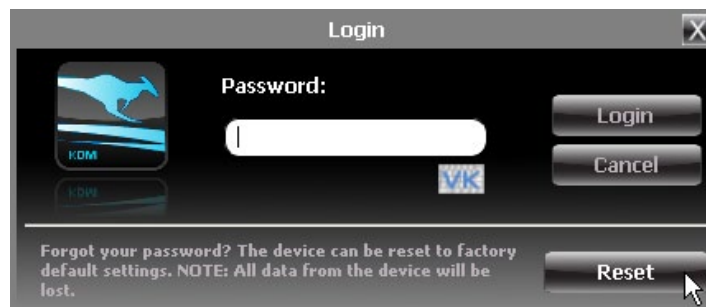 Login
X
Password:
Login
VK
Cancel
KDM
KDM
Forgot your password? The device can be reset to factory
default settings. NOTE: All data from the device will be
lost.
Reset